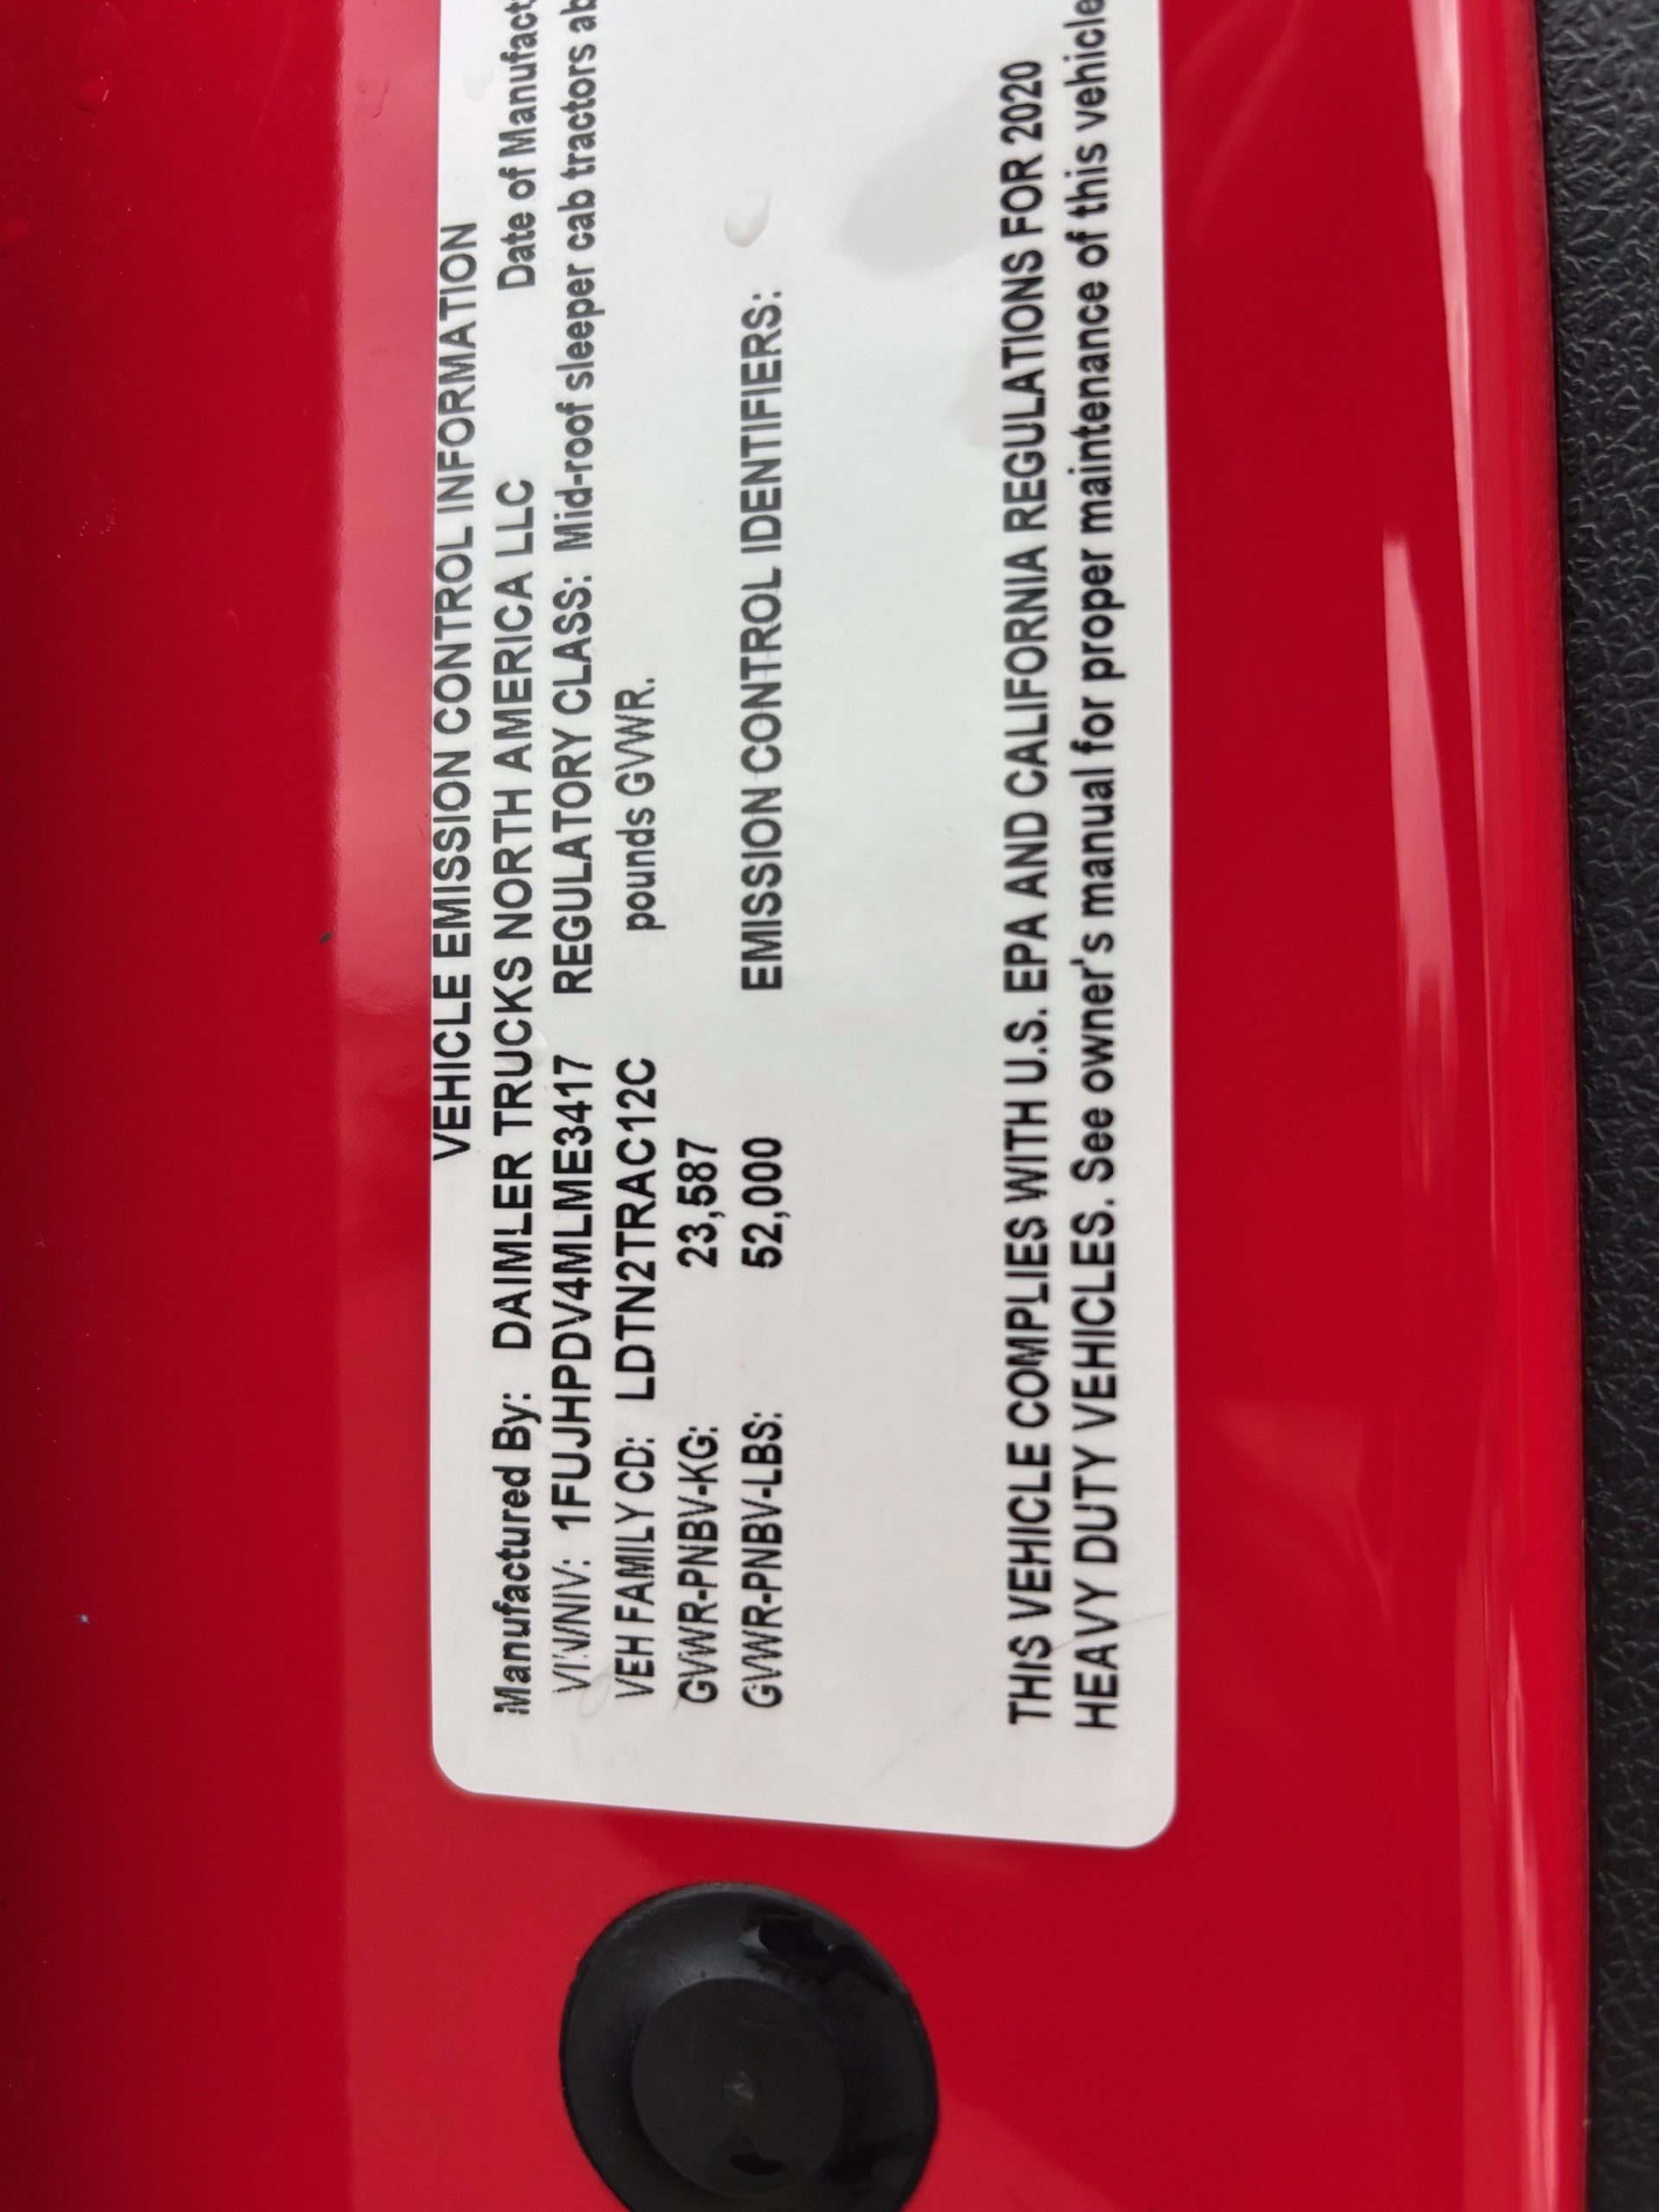 VEHICLE EMISSION CONTROL INFORMATION
Manufactured By: DAIMLER TRUCKS NORTH AMERICA LLC Date of Manufact
VIN/NIV: 1FUJHPDV4MLME3417 REGULATORY CLASS: Mid-roof sleeper cab tractors ab
VEH FAMILY CD: LDTN2TRAC12C pounds GVWR.
GVWR-PNBV-KG: 23,587
GVWR-PNBV-LBS: 52,000 EMISSION CONTROL IDENTIFIERS:
THIS VEHICLE COMPLIES WITH U.S. EPA AND CALIFORNIA REGULATIONS FOR 2020
HEAVY DUTY VEHICLES. See owner's manual for proper maintenance of this vehicle